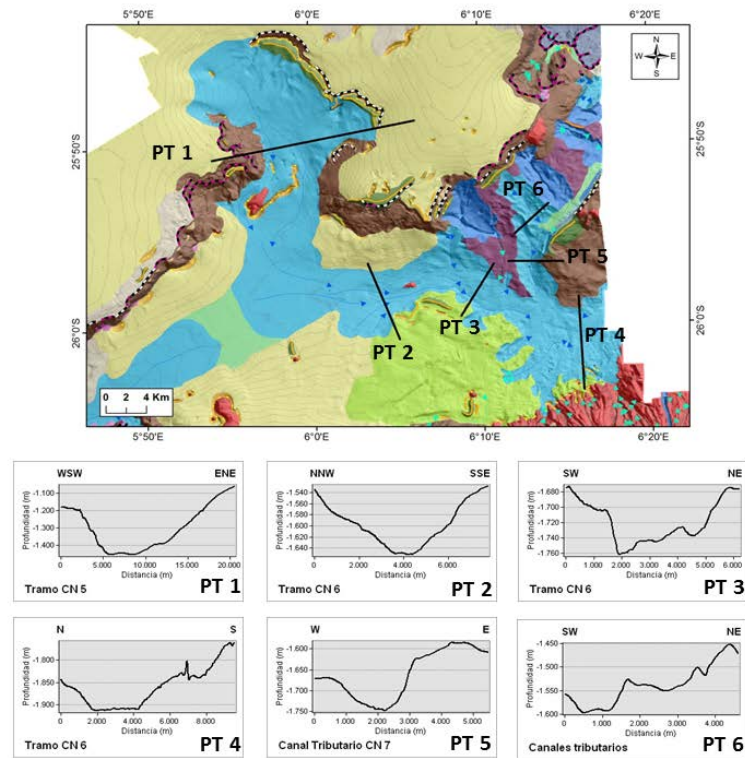 5°50'E 6°0'E 6°10'E
N
W E
S
25°50'S
25°50'S
PT 1
PT 6
PT 5
26°0'S
26°0'S
PT 3
PT 4
PT 2
0 2 4 Km
5°50'E 6°0'E 6°10'E 6°20'E
WSW ENE
Profundidad (m)
-1.100
-1.200
-1.300
-1.400
0 5.000 10.000 15.000 20.000
Distancia (m)
Tramo CN 5 PT 1
NNW SSE
Profundidad (m)
-1.540
-1.560
-1.580
-1.600
-1.620
-1.640
0 2.000 4.000 6.000
Distancia (m)
Tramo CN 6 PT 2
SW NE
Profundidad (m)
-1.680
-1.700
-1.720
-1.740
-1.760
0 1.000 2.000 3.000 4.000 5.000 6.000
Distancia (m)
Tramo CN 6 PT 3
N S
Profundidad (m)
-1.800
-1.850
-1.900
0 2.000 4.000 6.000 8.000
Distancia (m)
Tramo CN 6 PT 4
W E
Profundidad (m)
-1.600
-1.650
-1.700
-1.750
0 1.000 2.000 3.000 4.000 5.000
Distancia (m)
Canal Tributario CN 7 PT 5
SW NE
Profundidad (m)
-1.450
-1.500
-1.550
-1.600
0 1.000 2.000 3.000 4.000
Distancia (m)
Canales tributarios PT 6